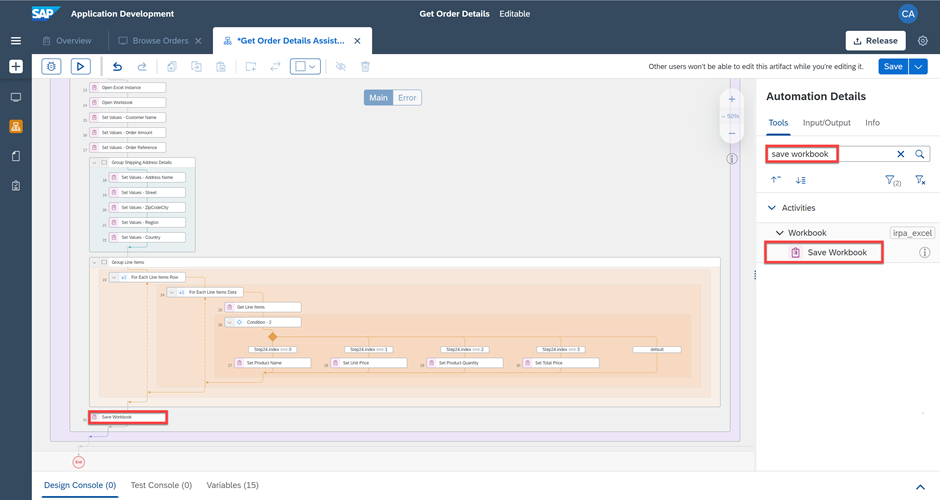 SAP Application Development
Get Order Details Editable
CA
Overview
Browse Orders
*Get Order Details Assist...
Release
Other users won't be able to edit this artifact while you're editing it.
Save
Main Error
50%
13 Open Excel Instance
14 Open Workbook
15 Set Values - Customer Name
16 Set Values - Order Amount
17 Set Values - Order Reference
Group Shipping Address Details
18 Set Values - Address Name
19 Set Values - Street
20 Set Values - ZipCodeCity
21 Set Values - Region
22 Set Values - Country
Group Line Items
23 For Each Line Items Row
24 For Each Line Items Data
25 Get Line Items
26 Condition - 2
Step24.index === 0
Step24.index === 1
Step24.index === 2
Step24.index === 3
default
27 Set Product Name
28 Set Unit Price
29 Set Product Quantity
30 Set Total Price
Save Workbook
End
Automation Details
Tools Input/Output Info
save workbook
(2)
Activities
Workbook
irpa_excel
Save Workbook
Design Console (0) Test Console (0) Variables (15)